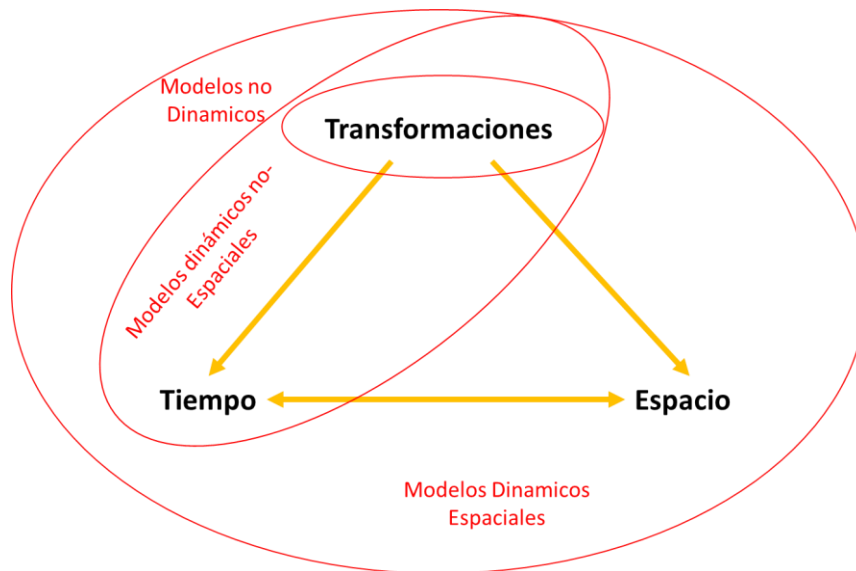 Modelos no
Dinamicos
Transformaciones
Modelos dinámicos no-
Espaciales
Tiempo
Espacio
Modelos Dinamicos
Espaciales